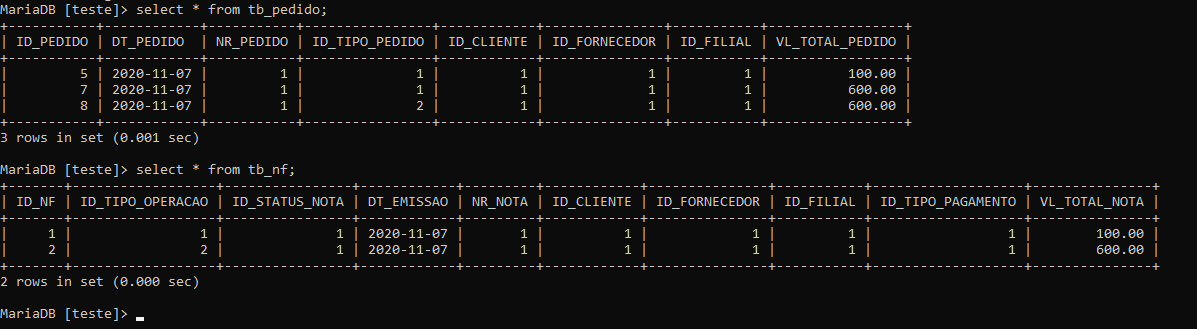 MariaDB [teste]> select * from tb_pedido;
+-----------+------------+-----------+----------------+------------+---------------+-----------+-----------------+
| ID_PEDIDO | DT_PEDIDO  | NR_PEDIDO | ID_TIPO_PEDIDO | ID_CLIENTE | ID_FORNECEDOR | ID_FILIAL | VL_TOTAL_PEDIDO |
+-----------+------------+-----------+----------------+------------+---------------+-----------+-----------------+
|         5 | 2020-11-07 |         1 |              1 |          1 |             1 |         1 |          100.00 |
|         7 | 2020-11-07 |         1 |              1 |          1 |             1 |         1 |          600.00 |
|         8 | 2020-11-07 |         1 |              2 |          1 |             1 |         1 |          600.00 |
+-----------+------------+-----------+----------------+------------+---------------+-----------+-----------------+
3 rows in set (0.001 sec)

MariaDB [teste]> select * from tb_nf;
+-------+------------------+----------------+------------+---------+------------+---------------+-----------+-------------------+---------------+
| ID_NF | ID_TIPO_OPERACAO | ID_STATUS_NOTA | DT_EMISSAO | NR_NOTA | ID_CLIENTE | ID_FORNECEDOR | ID_FILIAL | ID_TIPO_PAGAMENTO | VL_TOTAL_NOTA |
+-------+------------------+----------------+------------+---------+------------+---------------+-----------+-------------------+---------------+
|     1 |                1 |              1 | 2020-11-07 |       1 |          1 |             1 |         1 |                 1 |        100.00 |
|     2 |                2 |              1 | 2020-11-07 |       1 |          1 |             1 |         1 |                 1 |        600.00 |
+-------+------------------+----------------+------------+---------+------------+---------------+-----------+-------------------+---------------+
2 rows in set (0.000 sec)

MariaDB [teste]> _